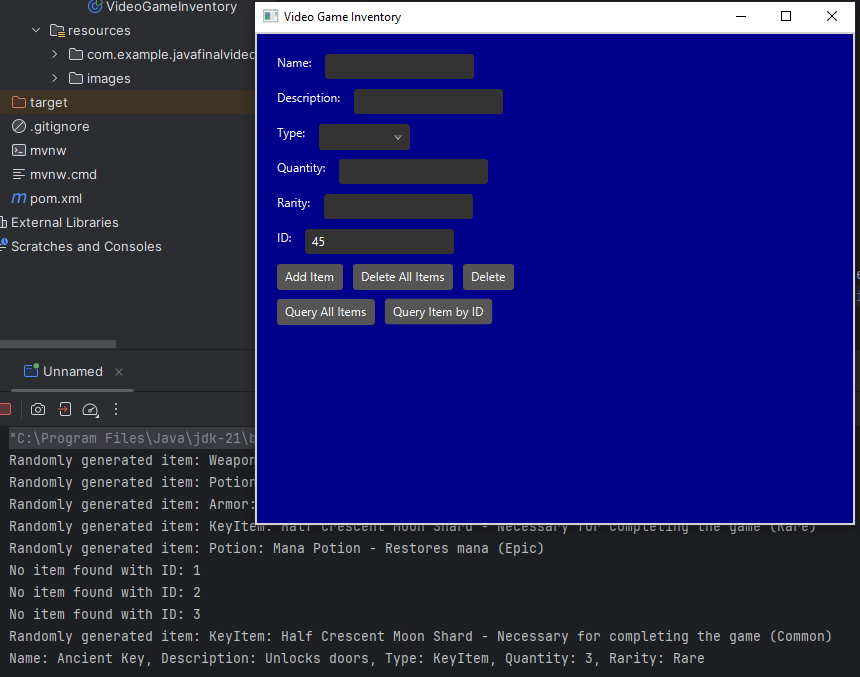 VideoGameInventory
resources
com.example.javafinalvideo
images
target
.gitignore
mvnw
mvnw.cmd
pom.xml
External Libraries
Scratches and Consoles
Video Game Inventory
Name:
Description:
Type:
Quantity:
Rarity:
ID: 45
Add Item Delete All Items Delete
Query All Items Query Item by ID
Unnamed
"C:\Program Files\Java\jdk-21\b
Randomly generated item: Weapon
Randomly generated item: Potion
Randomly generated item: Armor:
Randomly generated item: KeyItem: Half Crescent Moon Shard - Necessary for completing the game (Rare)
Randomly generated item: Potion: Mana Potion - Restores mana (Epic)
No item found with ID: 1
No item found with ID: 2
No item found with ID: 3
Randomly generated item: KeyItem: Half Crescent Moon Shard - Necessary for completing the game (Common)
Name: Ancient Key, Description: Unlocks doors, Type: KeyItem, Quantity: 3, Rarity: Rare